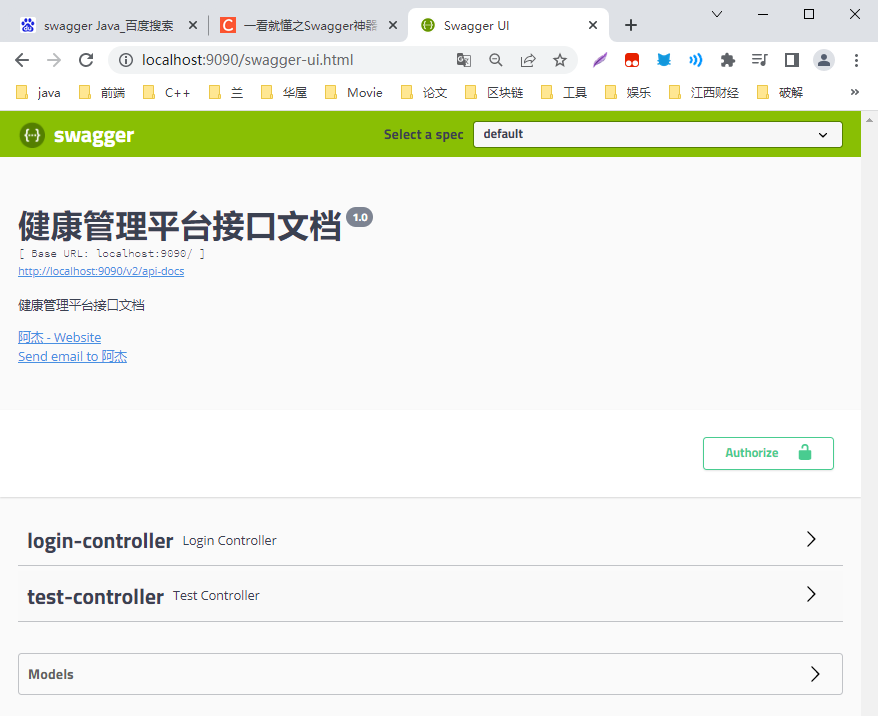 swagger Java_百度搜索
一看就懂之Swagger神器
Swagger UI
localhost:9090/swagger-ui.html
java 前端 C++ 兰 华屋 Movie 论文 区块链 工具 娱乐 江西财经 破解 »
{··} swagger Select a spec default
健康管理平台接口文档 1.0
[ Base URL: localhost:9090/ ]
http://localhost:9090/v2/api-docs
健康管理平台接口文档
阿杰 - Website
Send email to 阿杰
Authorize
login-controller Login Controller
test-controller Test Controller
Models